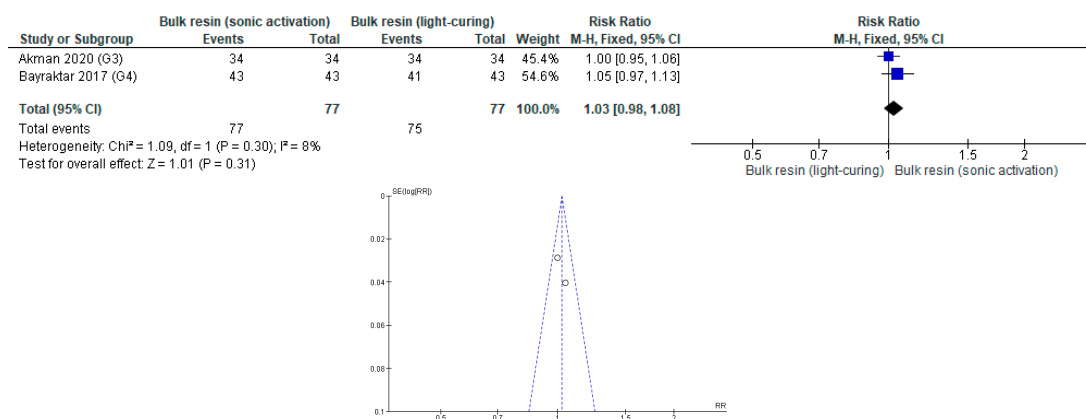 Bulk resin (sonic activation) Bulk resin (light-curing) Risk Ratio Risk Ratio
Study or Subgroup Events Total Events Total Weight M-H, Fixed, 95% CI M-H, Fixed, 95% CI
Akman 2020 (G3) 34 34 34 34 45.4% 1.00 [0.95, 1.06]
Bayraktar 2017 (G4) 43 43 41 43 54.6% 1.05 [0.97, 1.13]
Total (95% CI) 77 77 100.0% 1.03 [0.98, 1.08]
Total events 77 75
Heterogeneity: Chi² = 1.09, df = 1 (P = 0.30); I² = 8%
Test for overall effect: Z = 1.01 (P = 0.31)
0.5 0.7 1 1.5 2
Bulk resin (light-curing) Bulk resin (sonic activation)
SE(log[RR])
0
0.02
0.04
0.06
0.08
0.1
RR
0.5 0.7 1 1.5 2